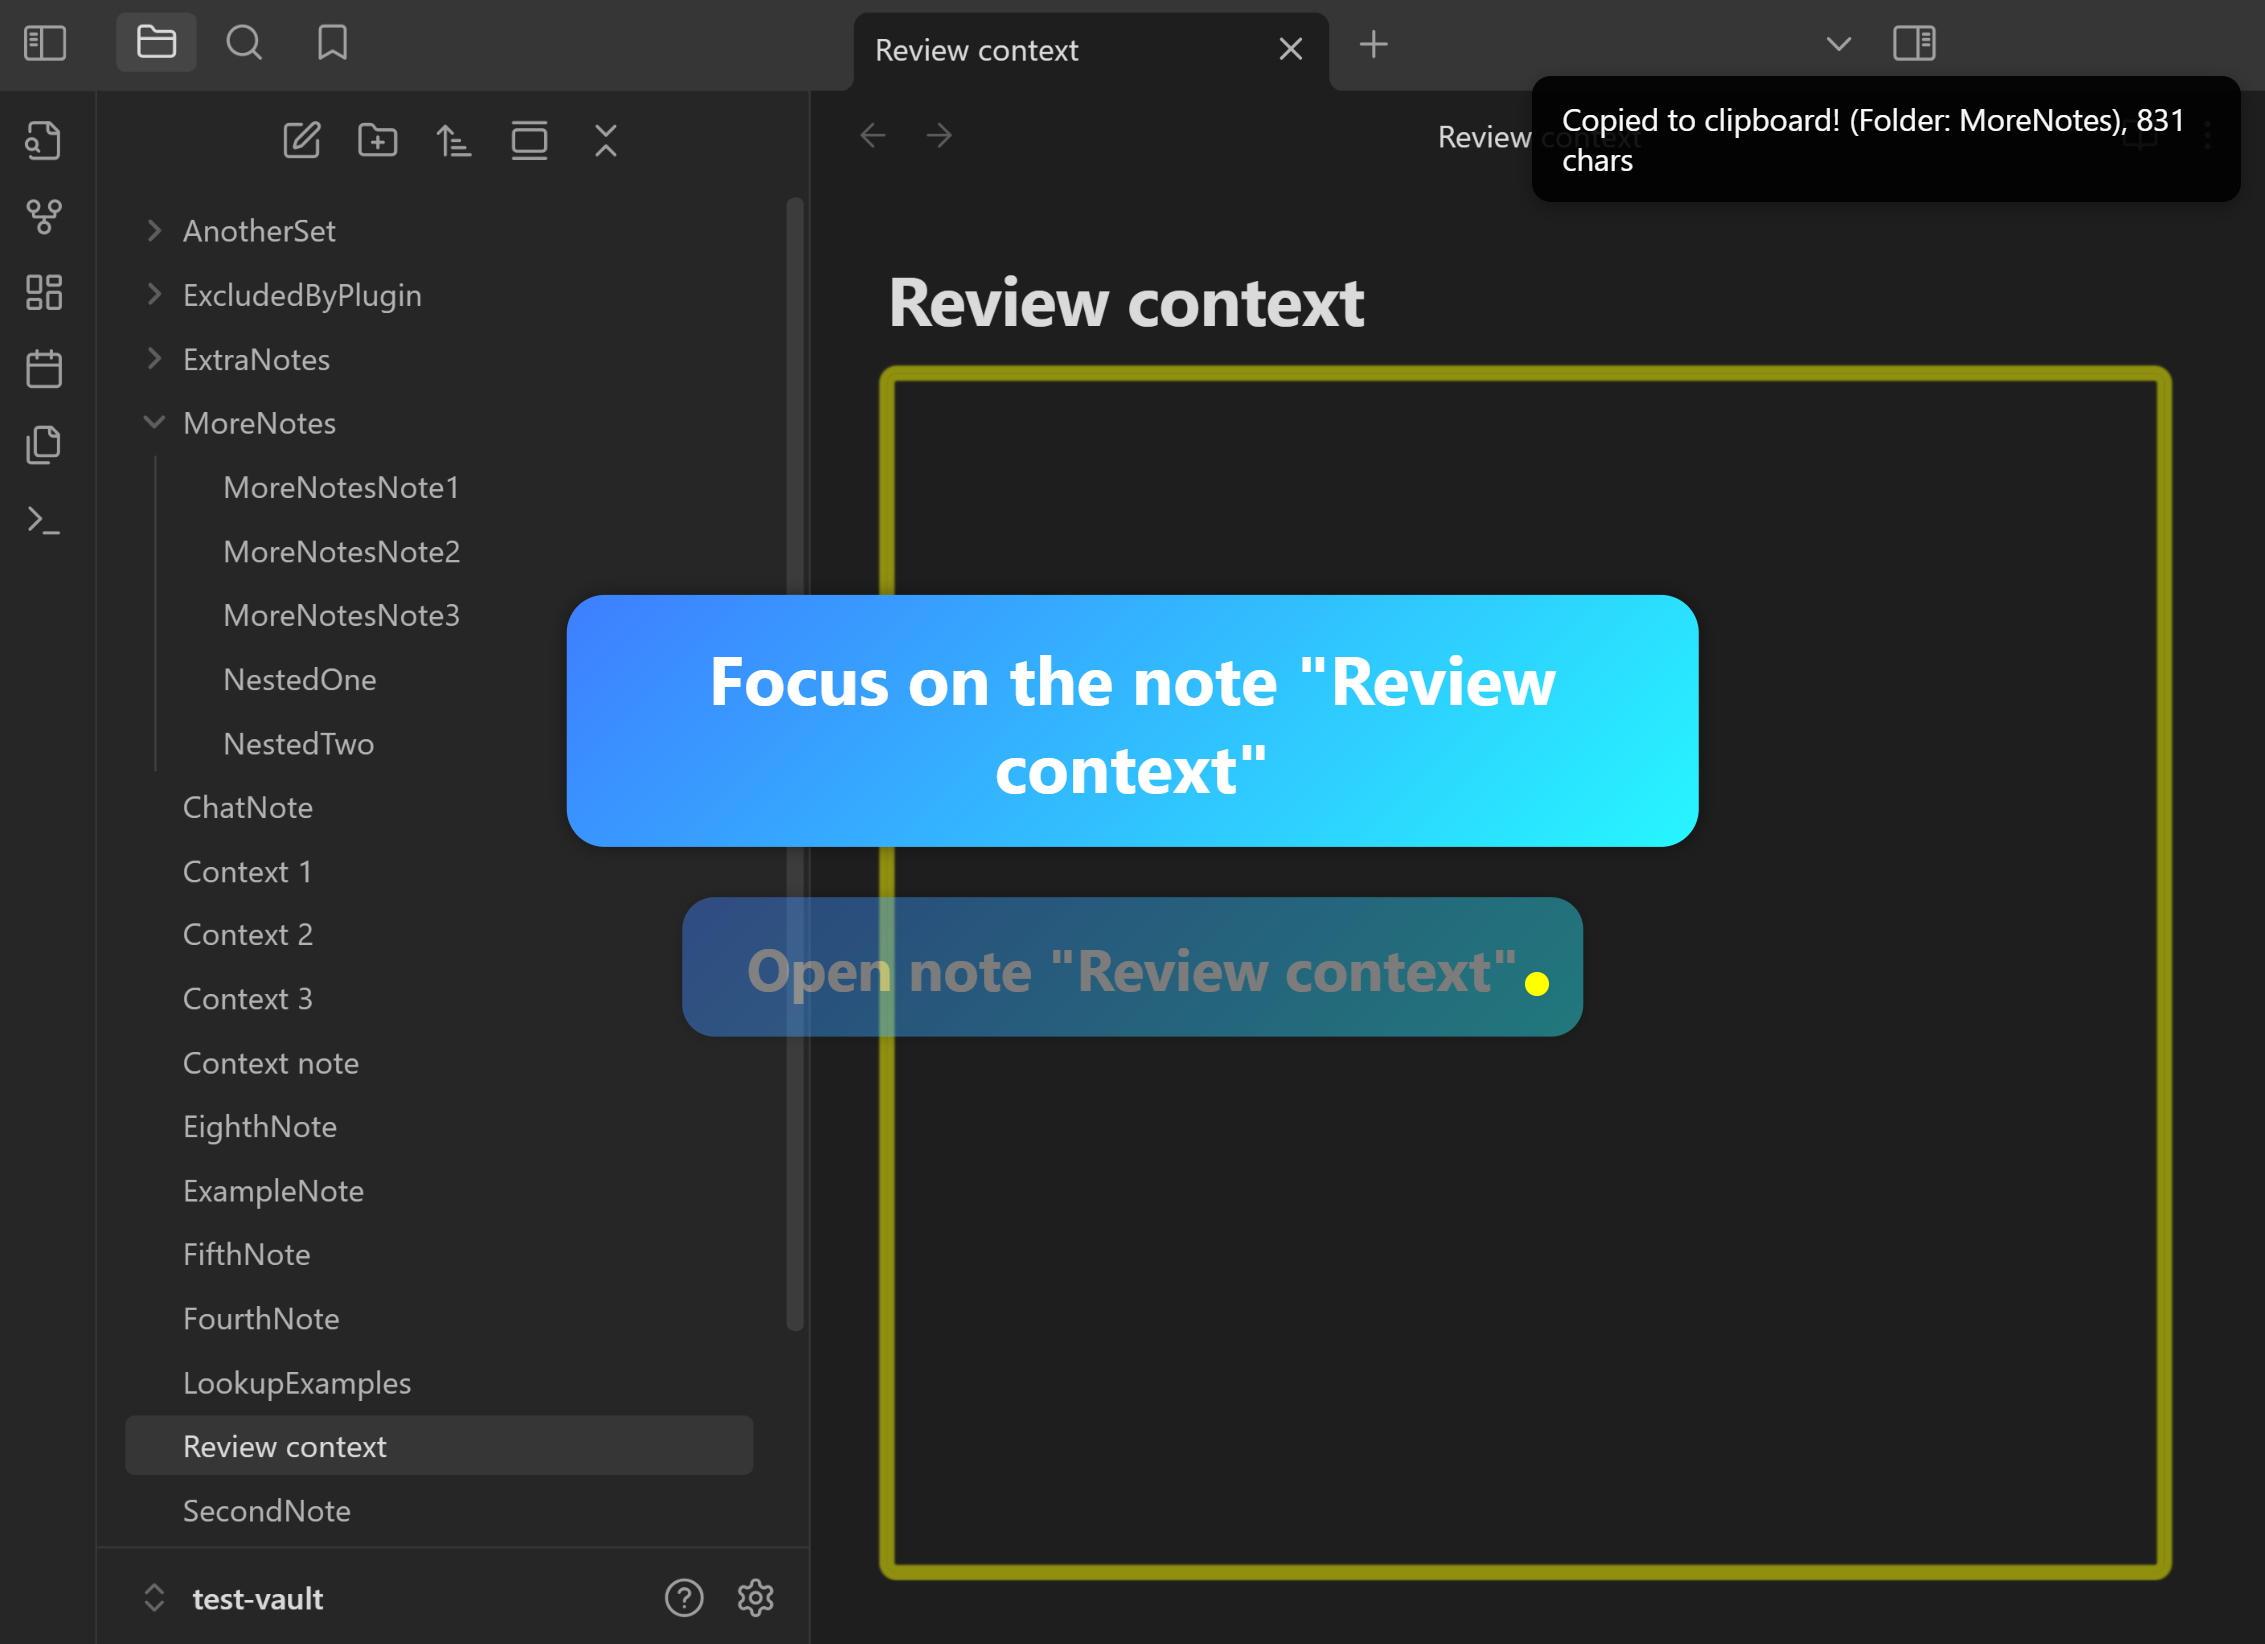 Review context
Copied to clipboard! (Folder: MoreNotes), 831
chars
Review context
AnotherSet
ExcludedByPlugin
ExtraNotes
MoreNotes
MoreNotesNote1
MoreNotesNote2
MoreNotesNote3
NestedOne
NestedTwo
ChatNote
Context 1
Context 2
Context 3
Context note
EighthNote
ExampleNote
FifthNote
FourthNote
LookupExamples
Review context
SecondNote
test-vault
Review context
Focus on the note "Review
context"
Open note "Review context"